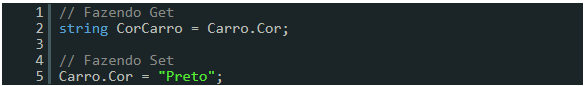 1 // Fazendo Get
2 string CorCarro = Carro.Cor;
3
4 // Fazendo Set
5 Carro.Cor = "Preto";